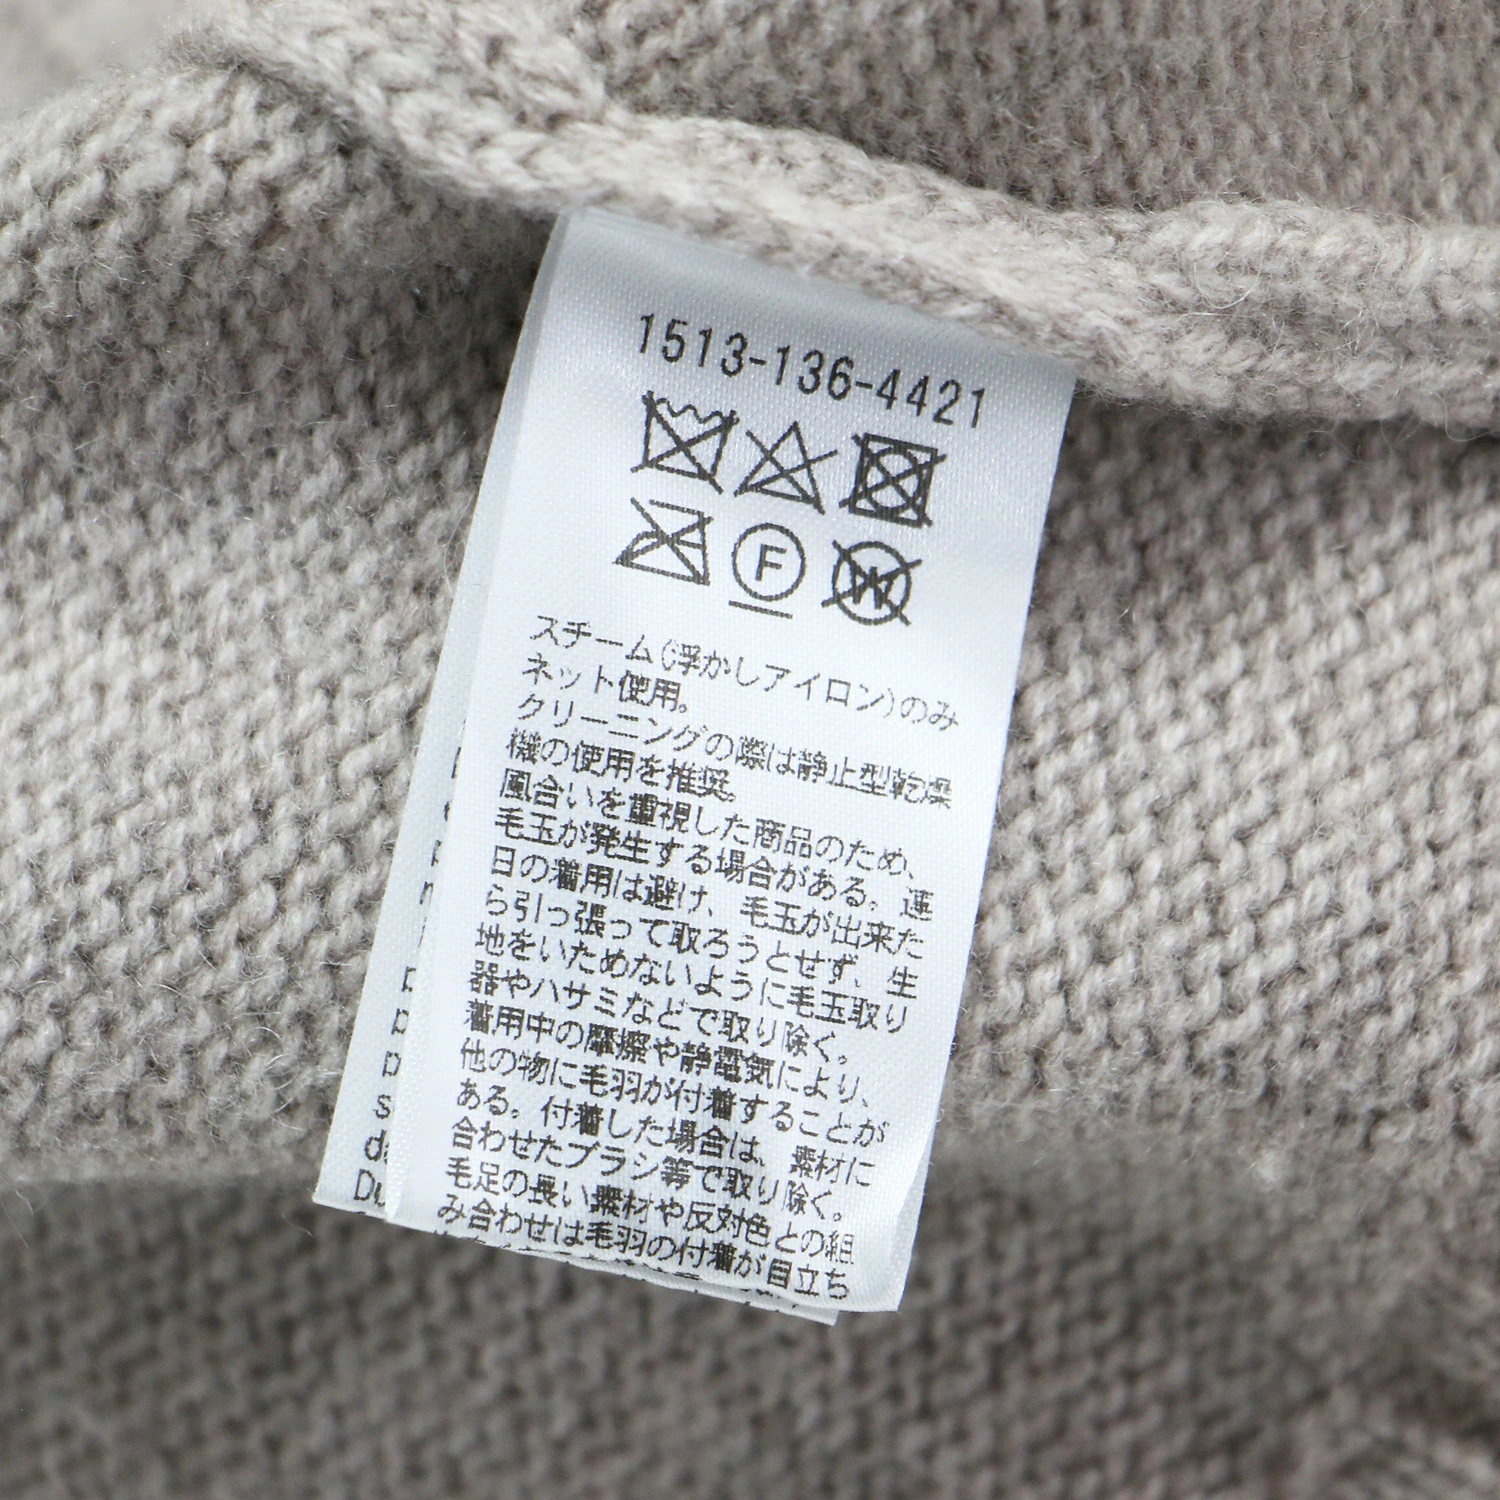 1513-136-4421
F
W
スチーム(浮かしアイロン)のみ
ネット使用。
クリーニングの際は静止型乾燥
機の使用を推奨。
風合いを重視した商品のため、
毛玉が発生する場合がある。連
日の着用は避け、毛玉が出来た
ら引っ張って取ろうとせず、生
地をいためないように毛玉取り
器やハサミなどで取り除く。
着用中の摩擦や静電気により、
他の物に毛羽が付着することが
ある。付着した場合は、素材に
合わせたブラシ等で取り除く。
毛足の長い素材や反対色との組
み合わせは毛羽の付着が目立ち